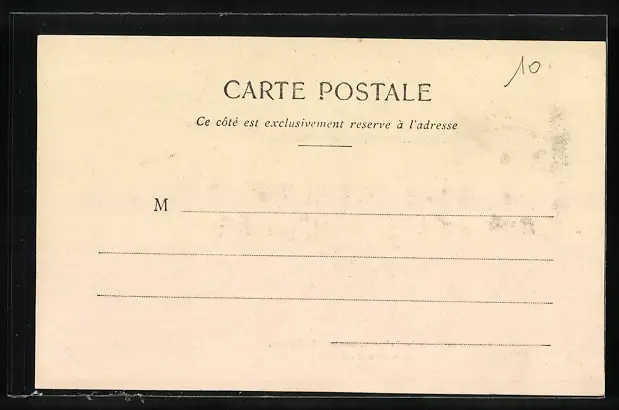 10
CARTE POSTALE
Ce côté est exclusivement reserve à l'adresse
M